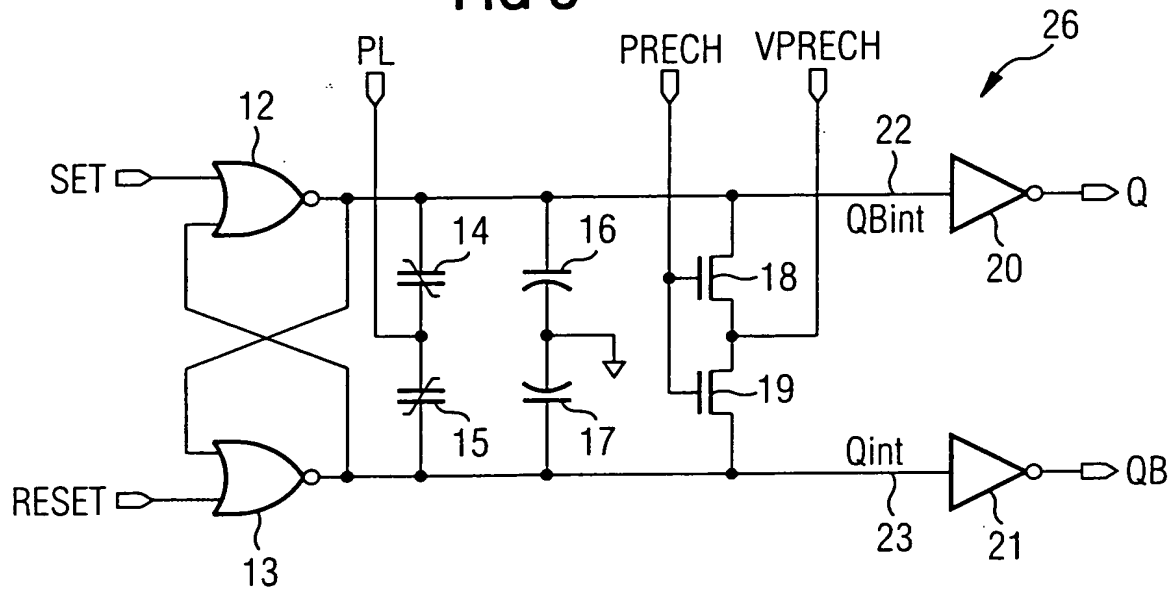 26
PL
PRECH
VPRECH
12
22
SET
Q
QBint
14
16
18
20
19
15
17
Qint
QB
RESET
23
21
13